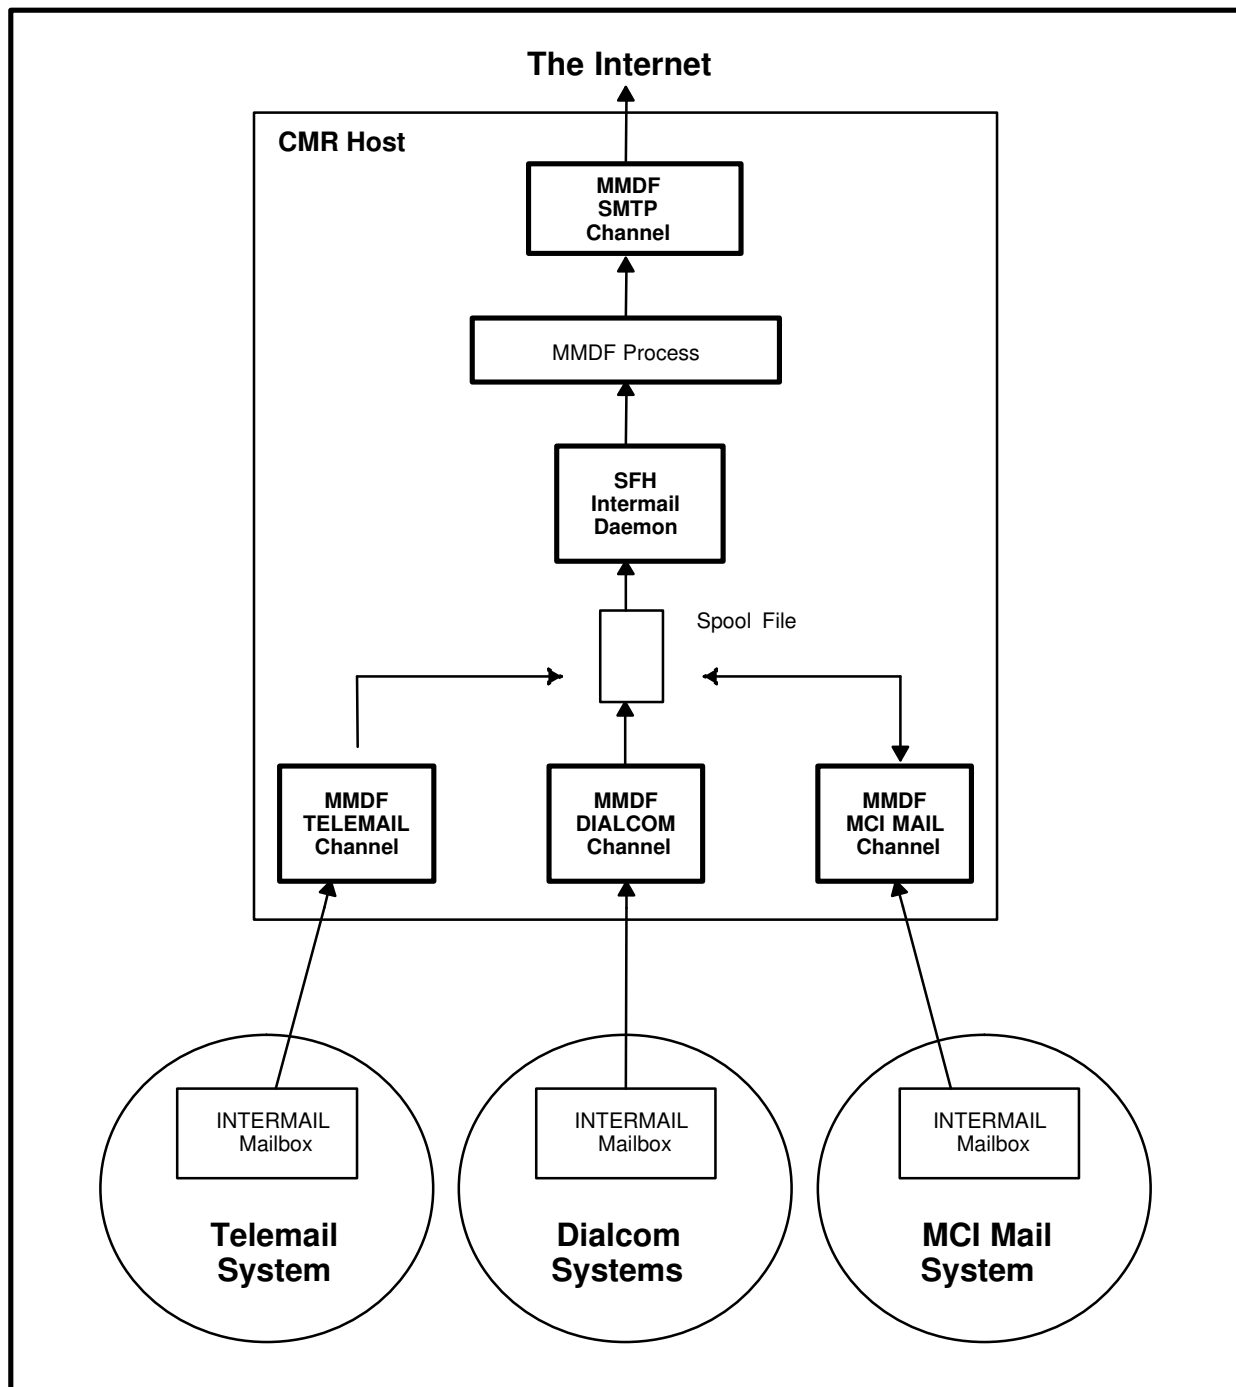 The Internet
CMR Host
MMDF
SMTP
Channel
MMDF Process
SFH
Intermail
Daemon
Spool File
MMDF
TELEMAIL
Channel
MMDF
DIALCOM
Channel
MMDF
MCI MAIL
Channel
INTERMAIL
Mailbox
INTERMAIL
Mailbox
INTERMAIL
Mailbox
Telemail
System
Dialcom
Systems
MCI Mail
System